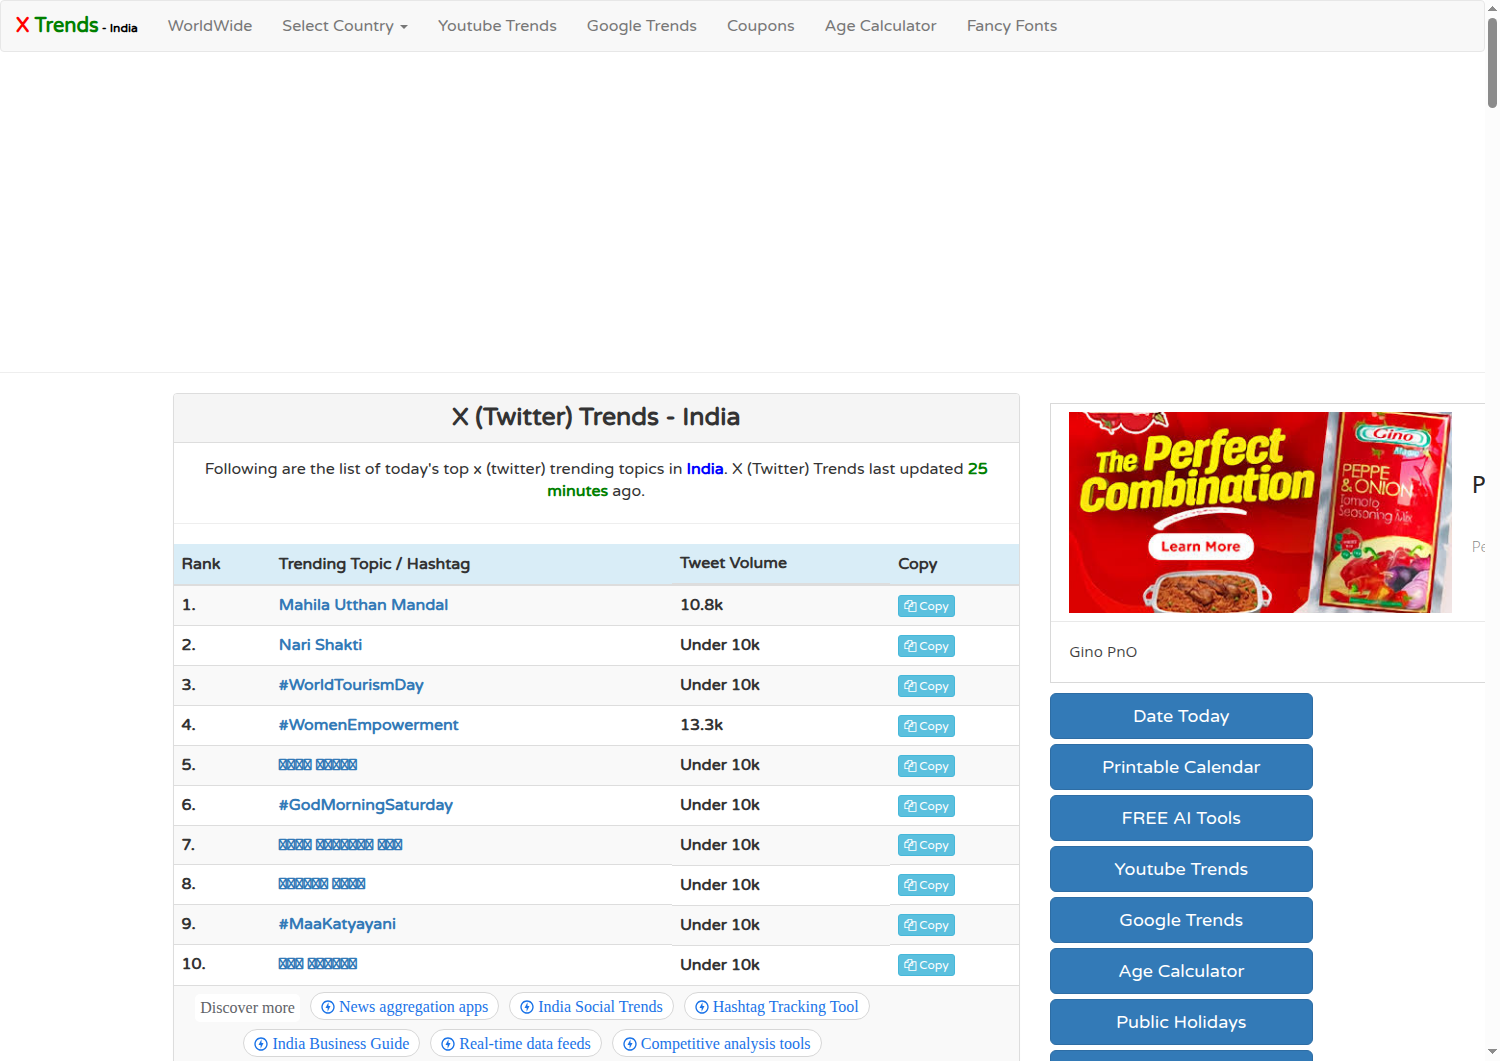 X Trends - India WorldWide Select Country Youtube Trends Google Trends Coupons Age Calculator Fancy Fonts
X (Twitter) Trends - India
Following are the list of today's top x (twitter) trending topics in India. X (Twitter) Trends last updated 25
minutes ago.
Rank Trending Topic / Hashtag Tweet Volume Copy
1. Mahila Utthan Mandal 10.8k Copy
2. Nari Shakti Under 10k Copy
3. #WorldTourismDay Under 10k Copy
4. #WomenEmpowerment 13.3k Copy
5. Under 10k Copy
6. #GodMorningSaturday Under 10k Copy
7. Under 10k Copy
8. Under 10k Copy
9. #MaaKatyayani Under 10k Copy
10. Under 10k Copy
Discover more News aggregation apps India Social Trends Hashtag Tracking Tool
India Business Guide Real-time data feeds Competitive analysis tools
The Perfect
Combination
Learn More
Gino
PEPPE
& ONION
Tomato
Seasoning Mix
P
Pe
Gino PnO
Date Today
Printable Calendar
FREE AI Tools
Youtube Trends
Google Trends
Age Calculator
Public Holidays